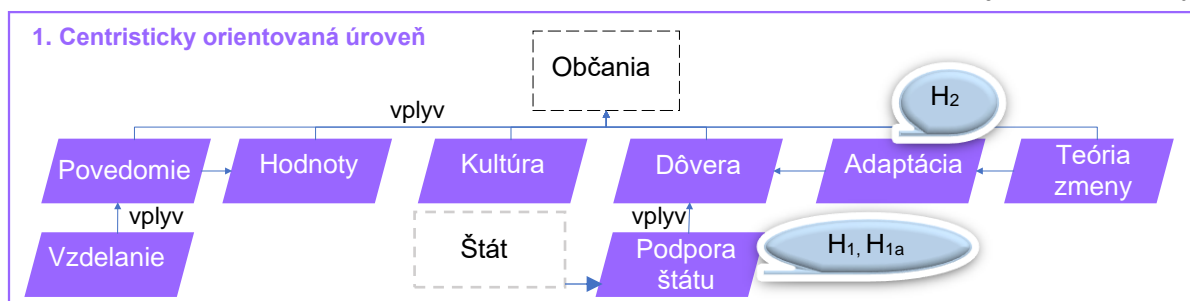 1. Centristicky orientovaná úroveň
Občania
H2
vplyv
Povedomie
Hodnoty
Kultúra
Dôvera
Adaptácia
Teória
zmeny
vplyv
vplyv
Vzdelanie
Štát
Podpora
štátu
H1, H1a